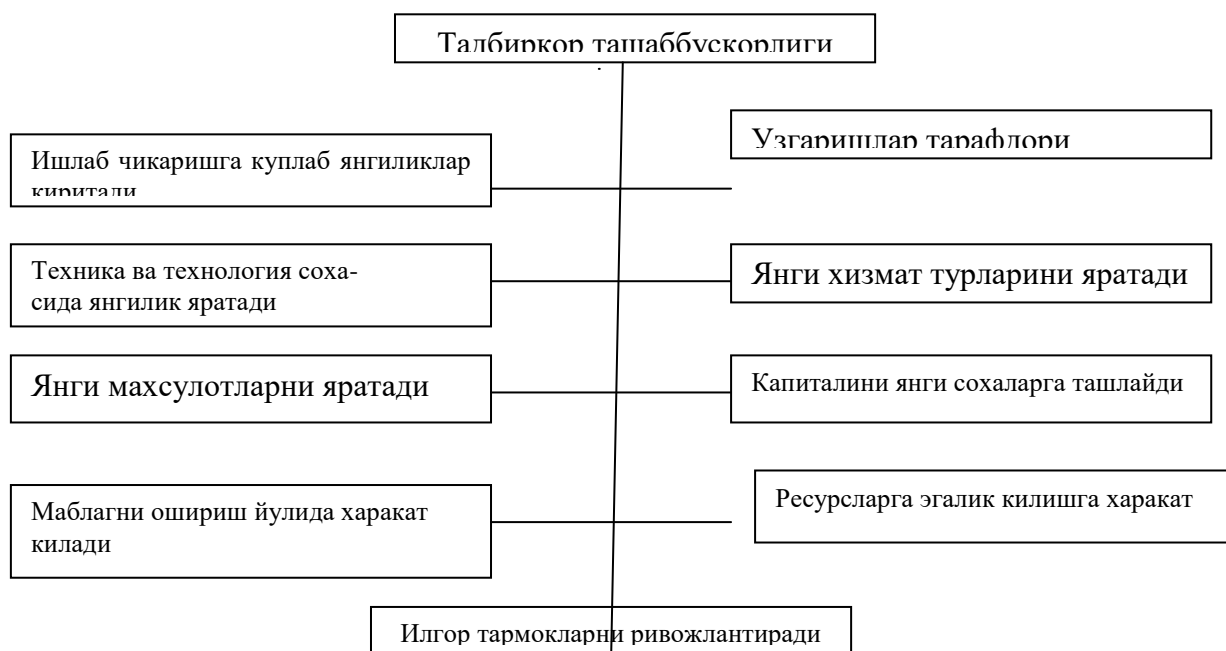 Тадбиркор ташаббускорлиги
Узгаришлар тарафдори
Ишлаб чикаришга куплаб янгиликлар
киритади
Техника ва технология соха-
сида янгилик яратади
Янги хизмат турларини яратади
Янги махсулотларни яратади
Капиталини янги сохаларга ташлайди
Маблагни ошириш йулида харакат
килади
Ресурсларга эгалик килишга харакат
Илгор тармокларни ривожлантиради